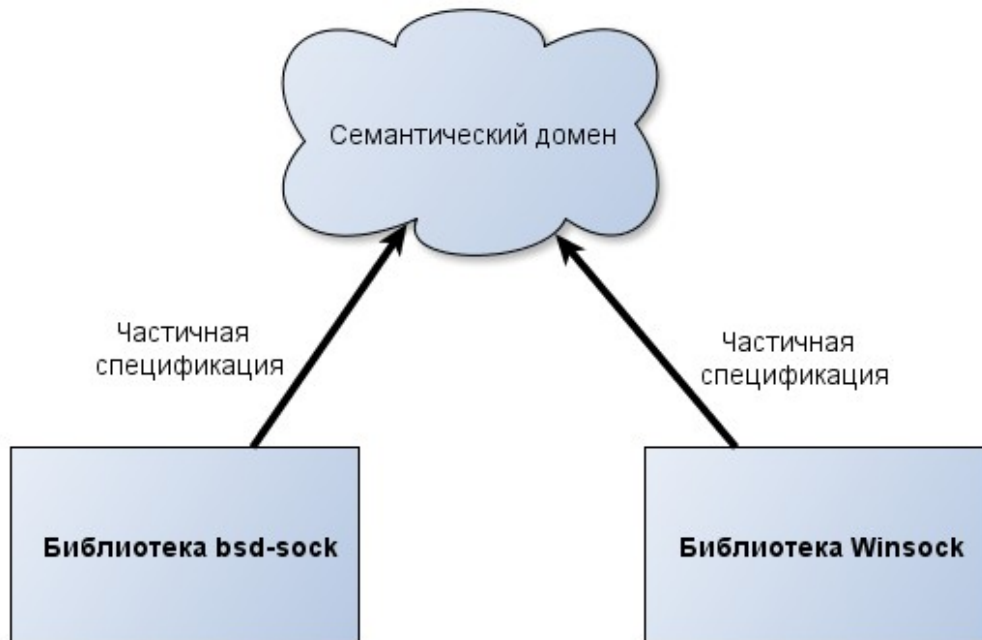 Семантический домен
Частичная
спецификация
Частичная
спецификация
Библиотека bsd-sock
Библиотека Winsock